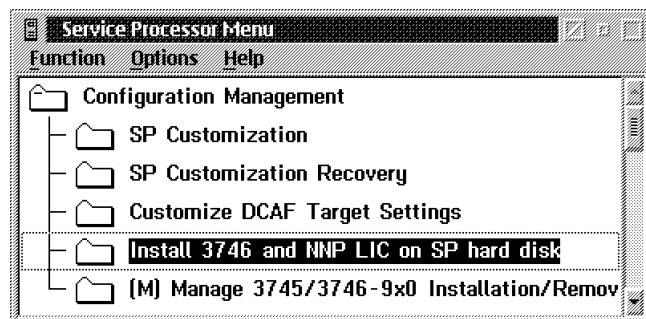 Service Processor Menu
Function Options Help
Configuration Management
SP Customization
SP Customization Recovery
Customize DCAF Target Settings
Install 3746 and NNP LIC on SP hard disk
(M) Manage 3745/3746-9x0 Installation/Remov